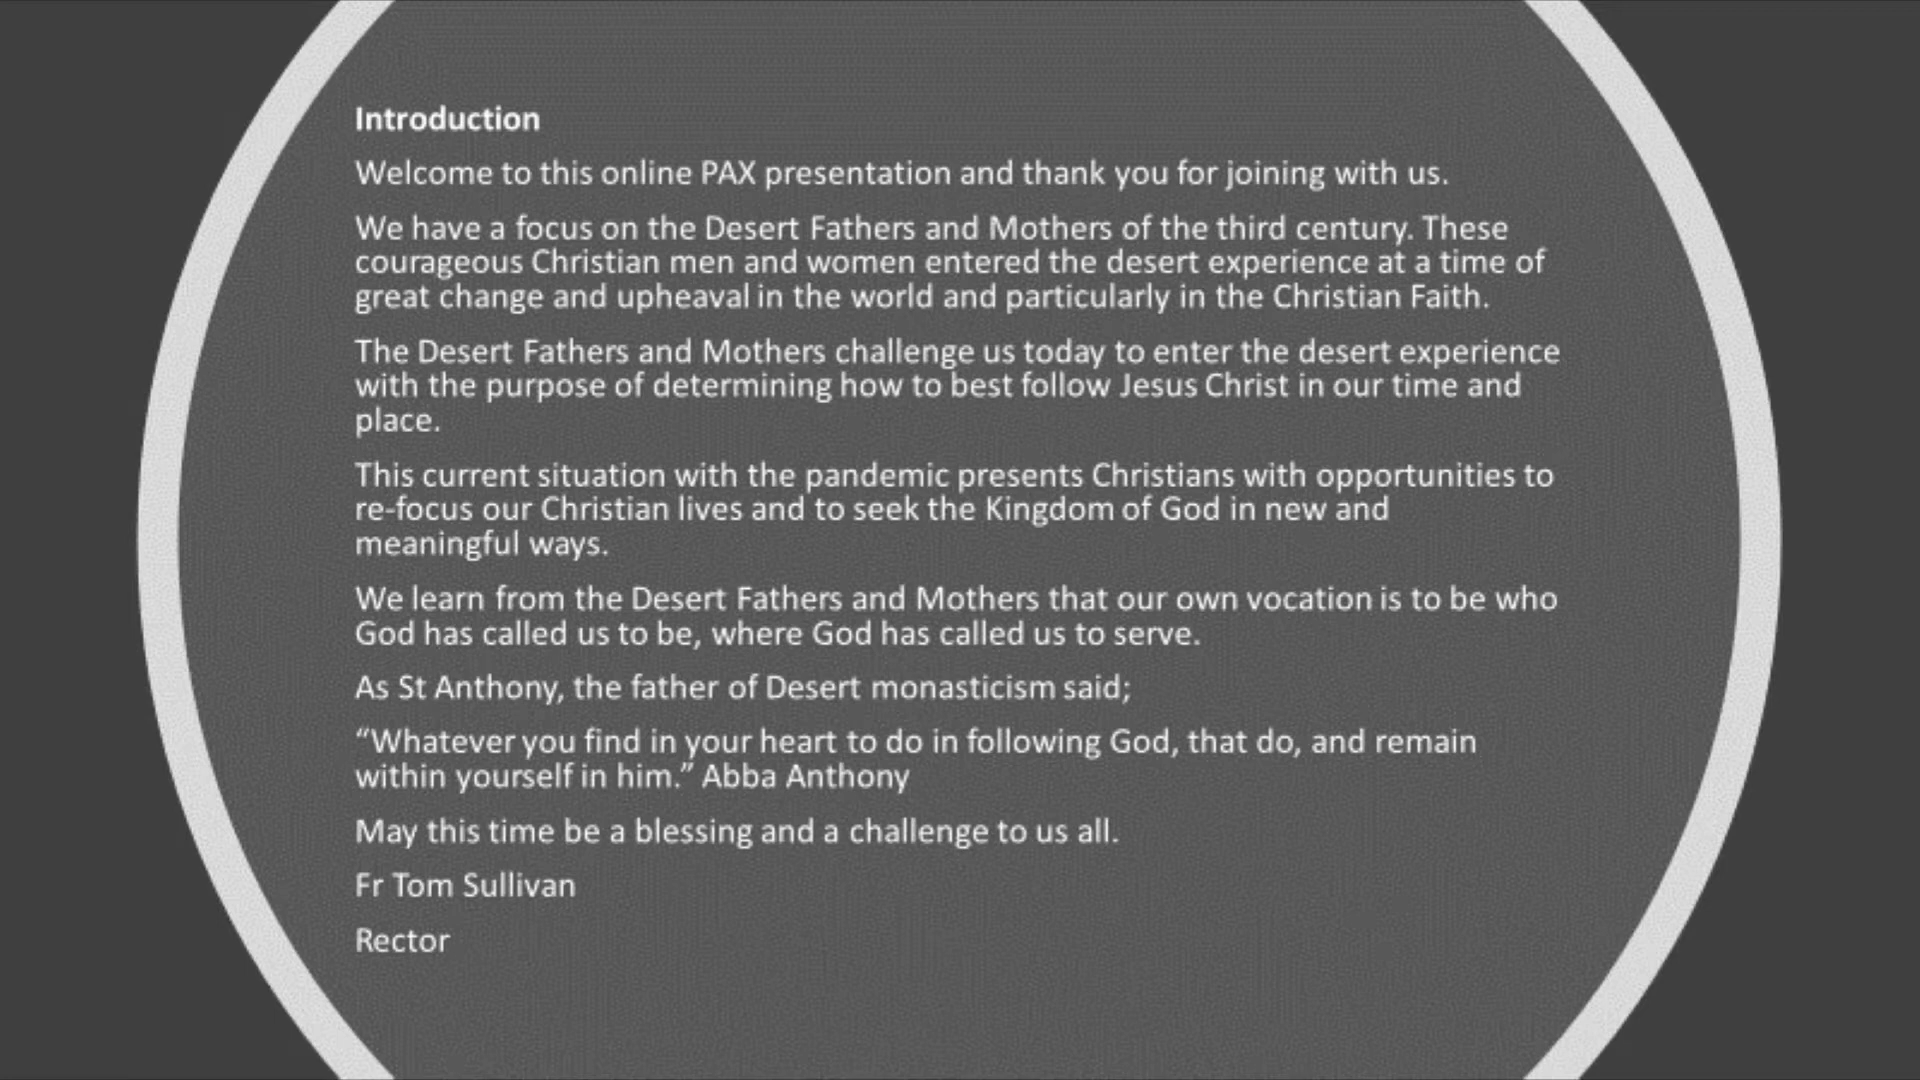 Introduction
Welcome to this online PAX presentation and thank you for joining with us.
We have a focus on the Desert Fathers and Mothers of the third century. These
courageous Christian men and women entered the desert experience at a time of
great change and upheaval in the world and particularly in the Christian Faith.
The Desert Fathers and Mothers challenge us today to enter the desert experience
with the purpose of determining how to best follow Jesus Christ in our time and
place.
This current situation with the pandemic presents Christians with opportunities to
re-focus our Christian lives and to seek the Kingdom of God in new and
meaningful ways.
We learn from the Desert Fathers and Mothers that our own vocation is to be who
God has called us to be, where God has called us to serve.
As St Anthony, the father of Desert monasticism said;
“Whatever you find in your heart to do in following God, that do, and remain
within yourself in him.” Abba Anthony
May this time be a blessing and a challenge to us all.
Fr Tom Sullivan
Rector